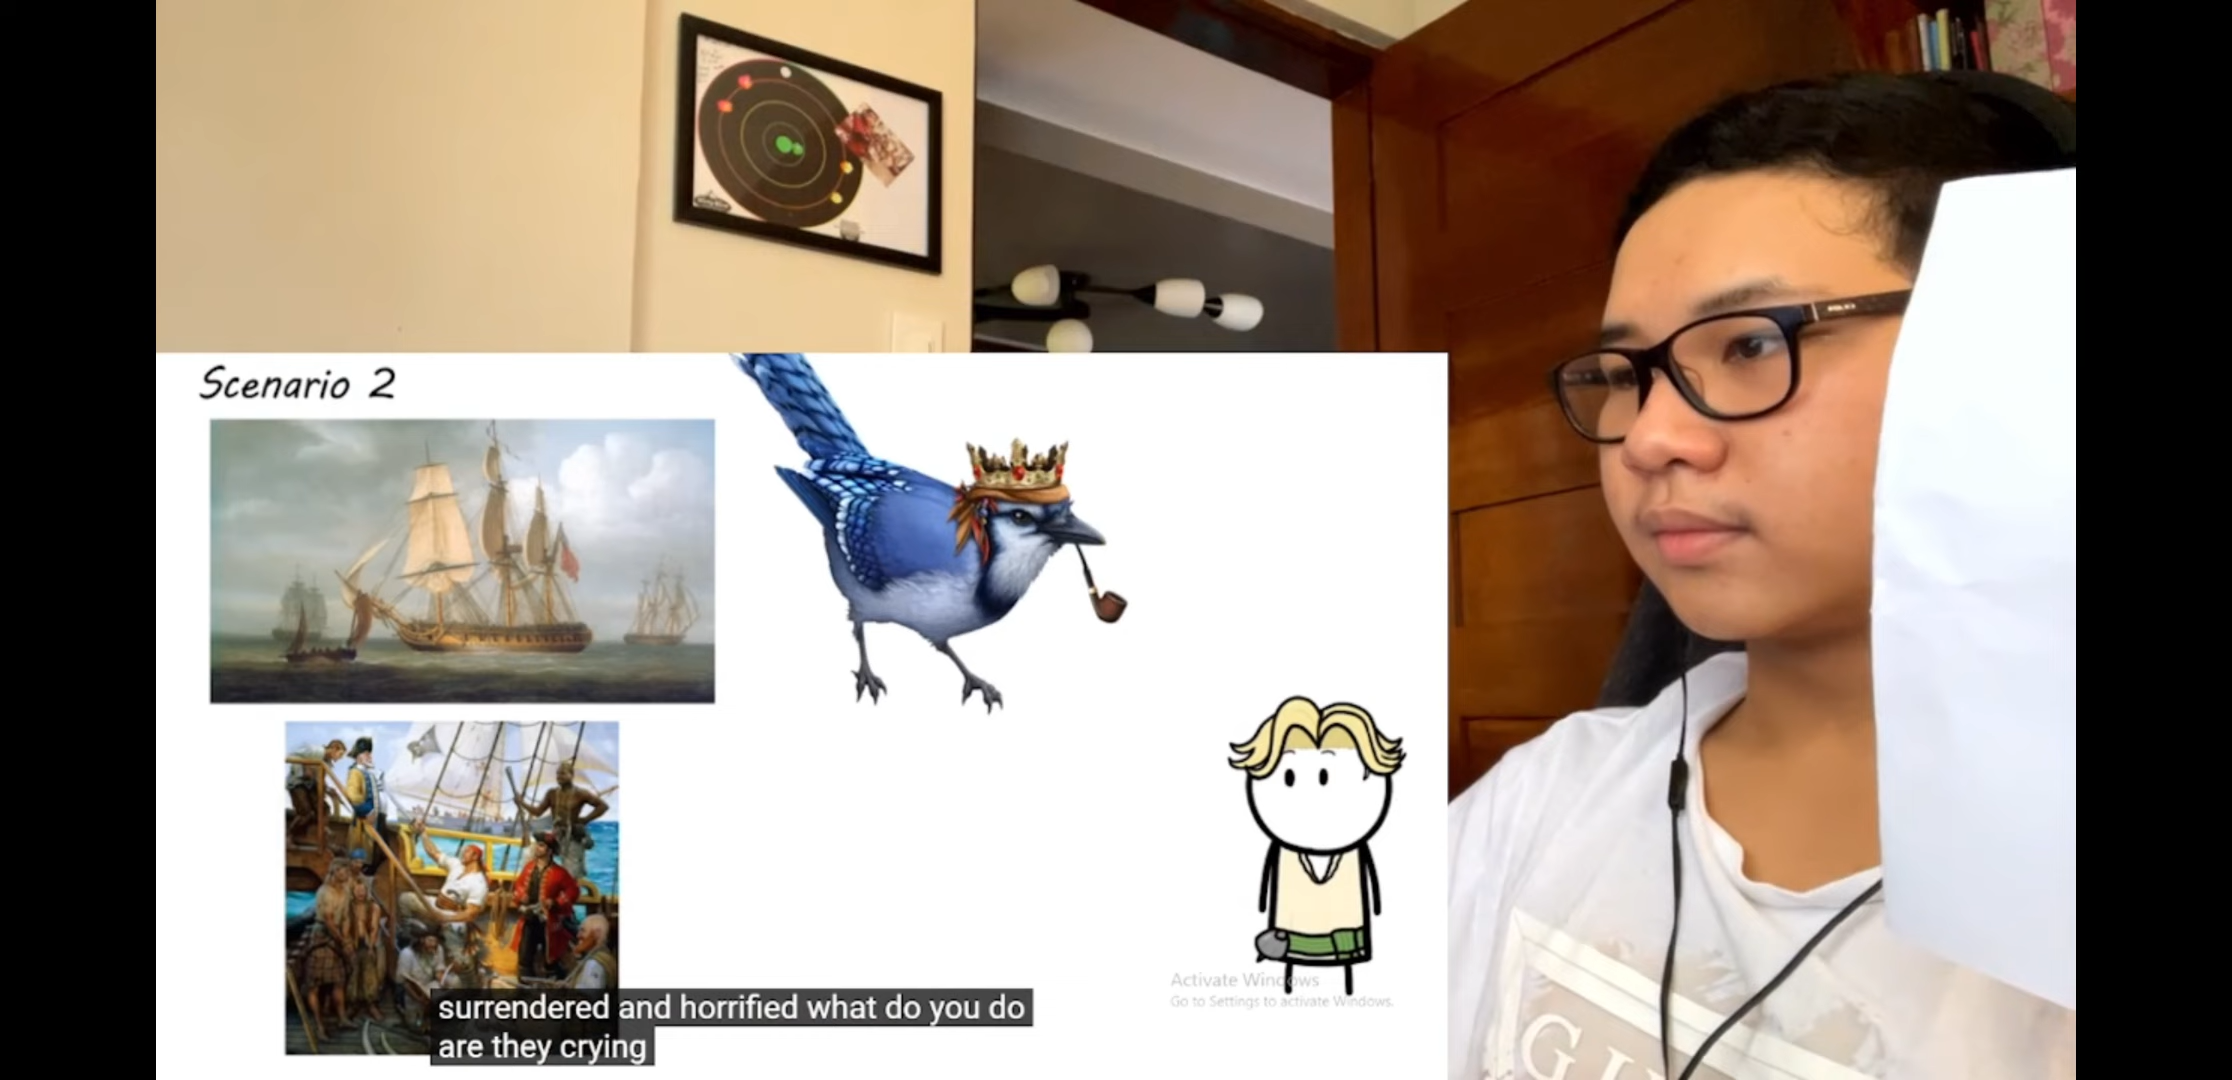 Scenario 2
Activate Windows
Go to Settings to activate Windows.
surrendered and horrified what do you do
are they crying